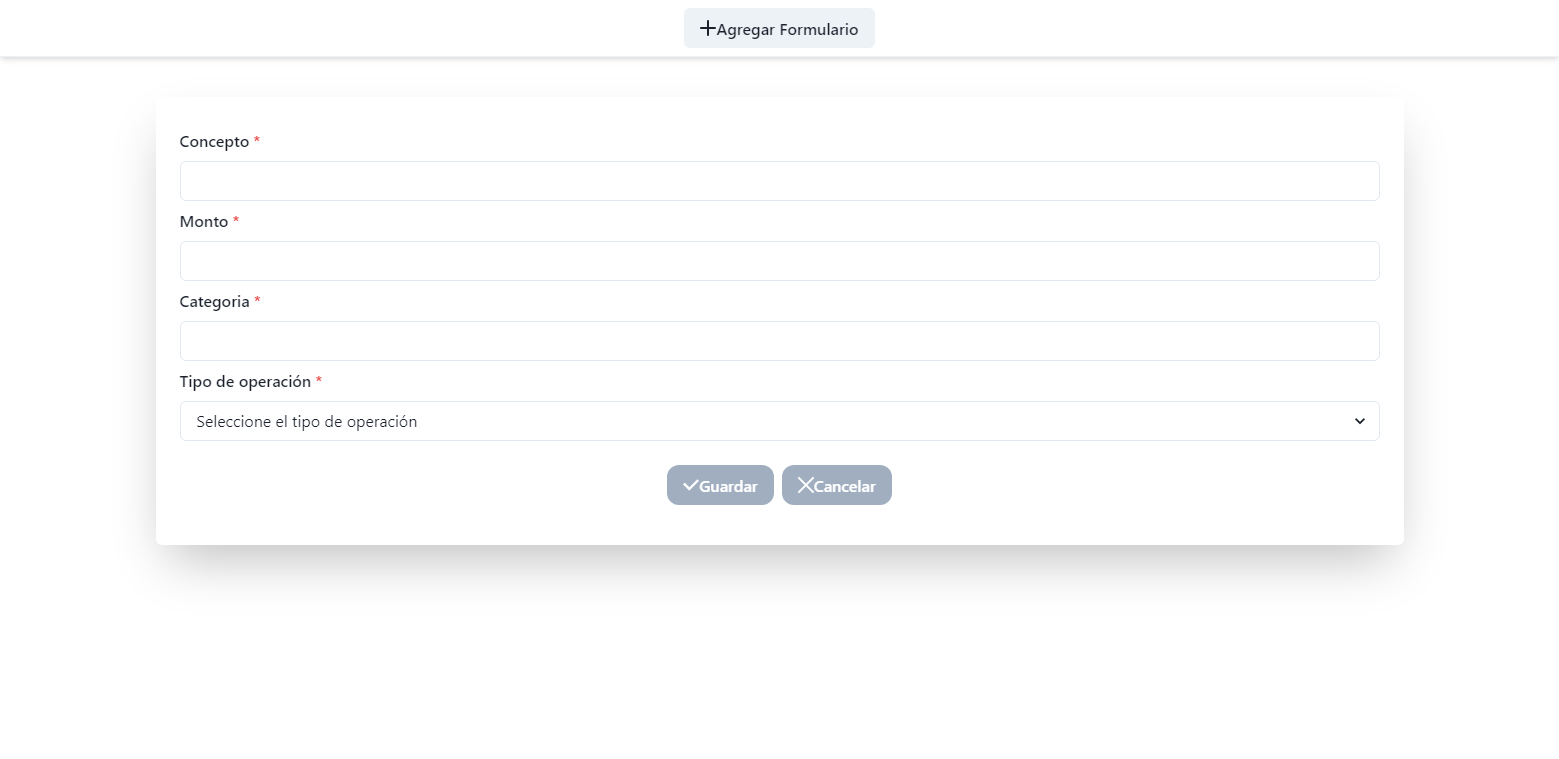 Agregar Formulario
Concepto *
Monto *
Categoria *
Tipo de operación *
Seleccione el tipo de operación
Guardar Cancelar